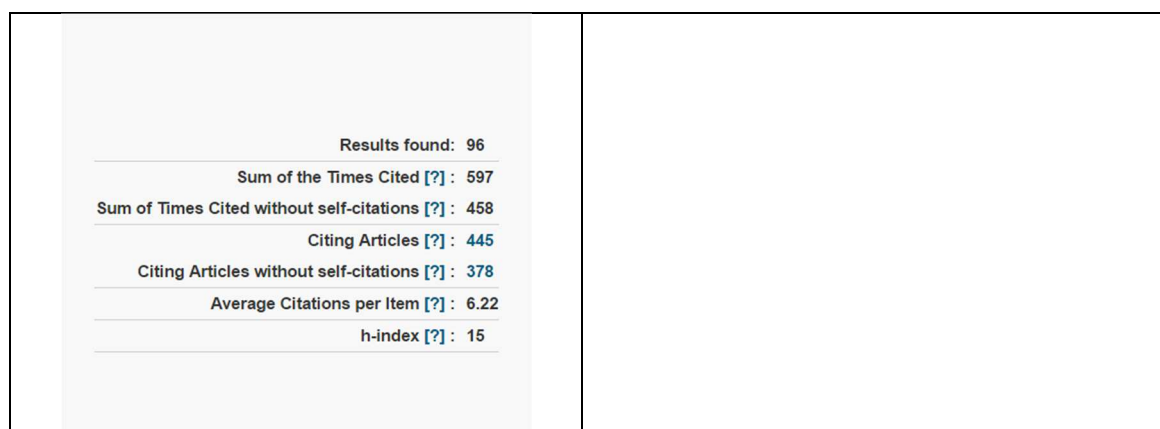 Results found: 96
Sum of the Times Cited [?] : 597
Sum of Times Cited without self-citations [?] : 458
Citing Articles [?] : 445
Citing Articles without self-citations [?] : 378
Average Citations per Item [?] : 6.22
h-index [?] : 15